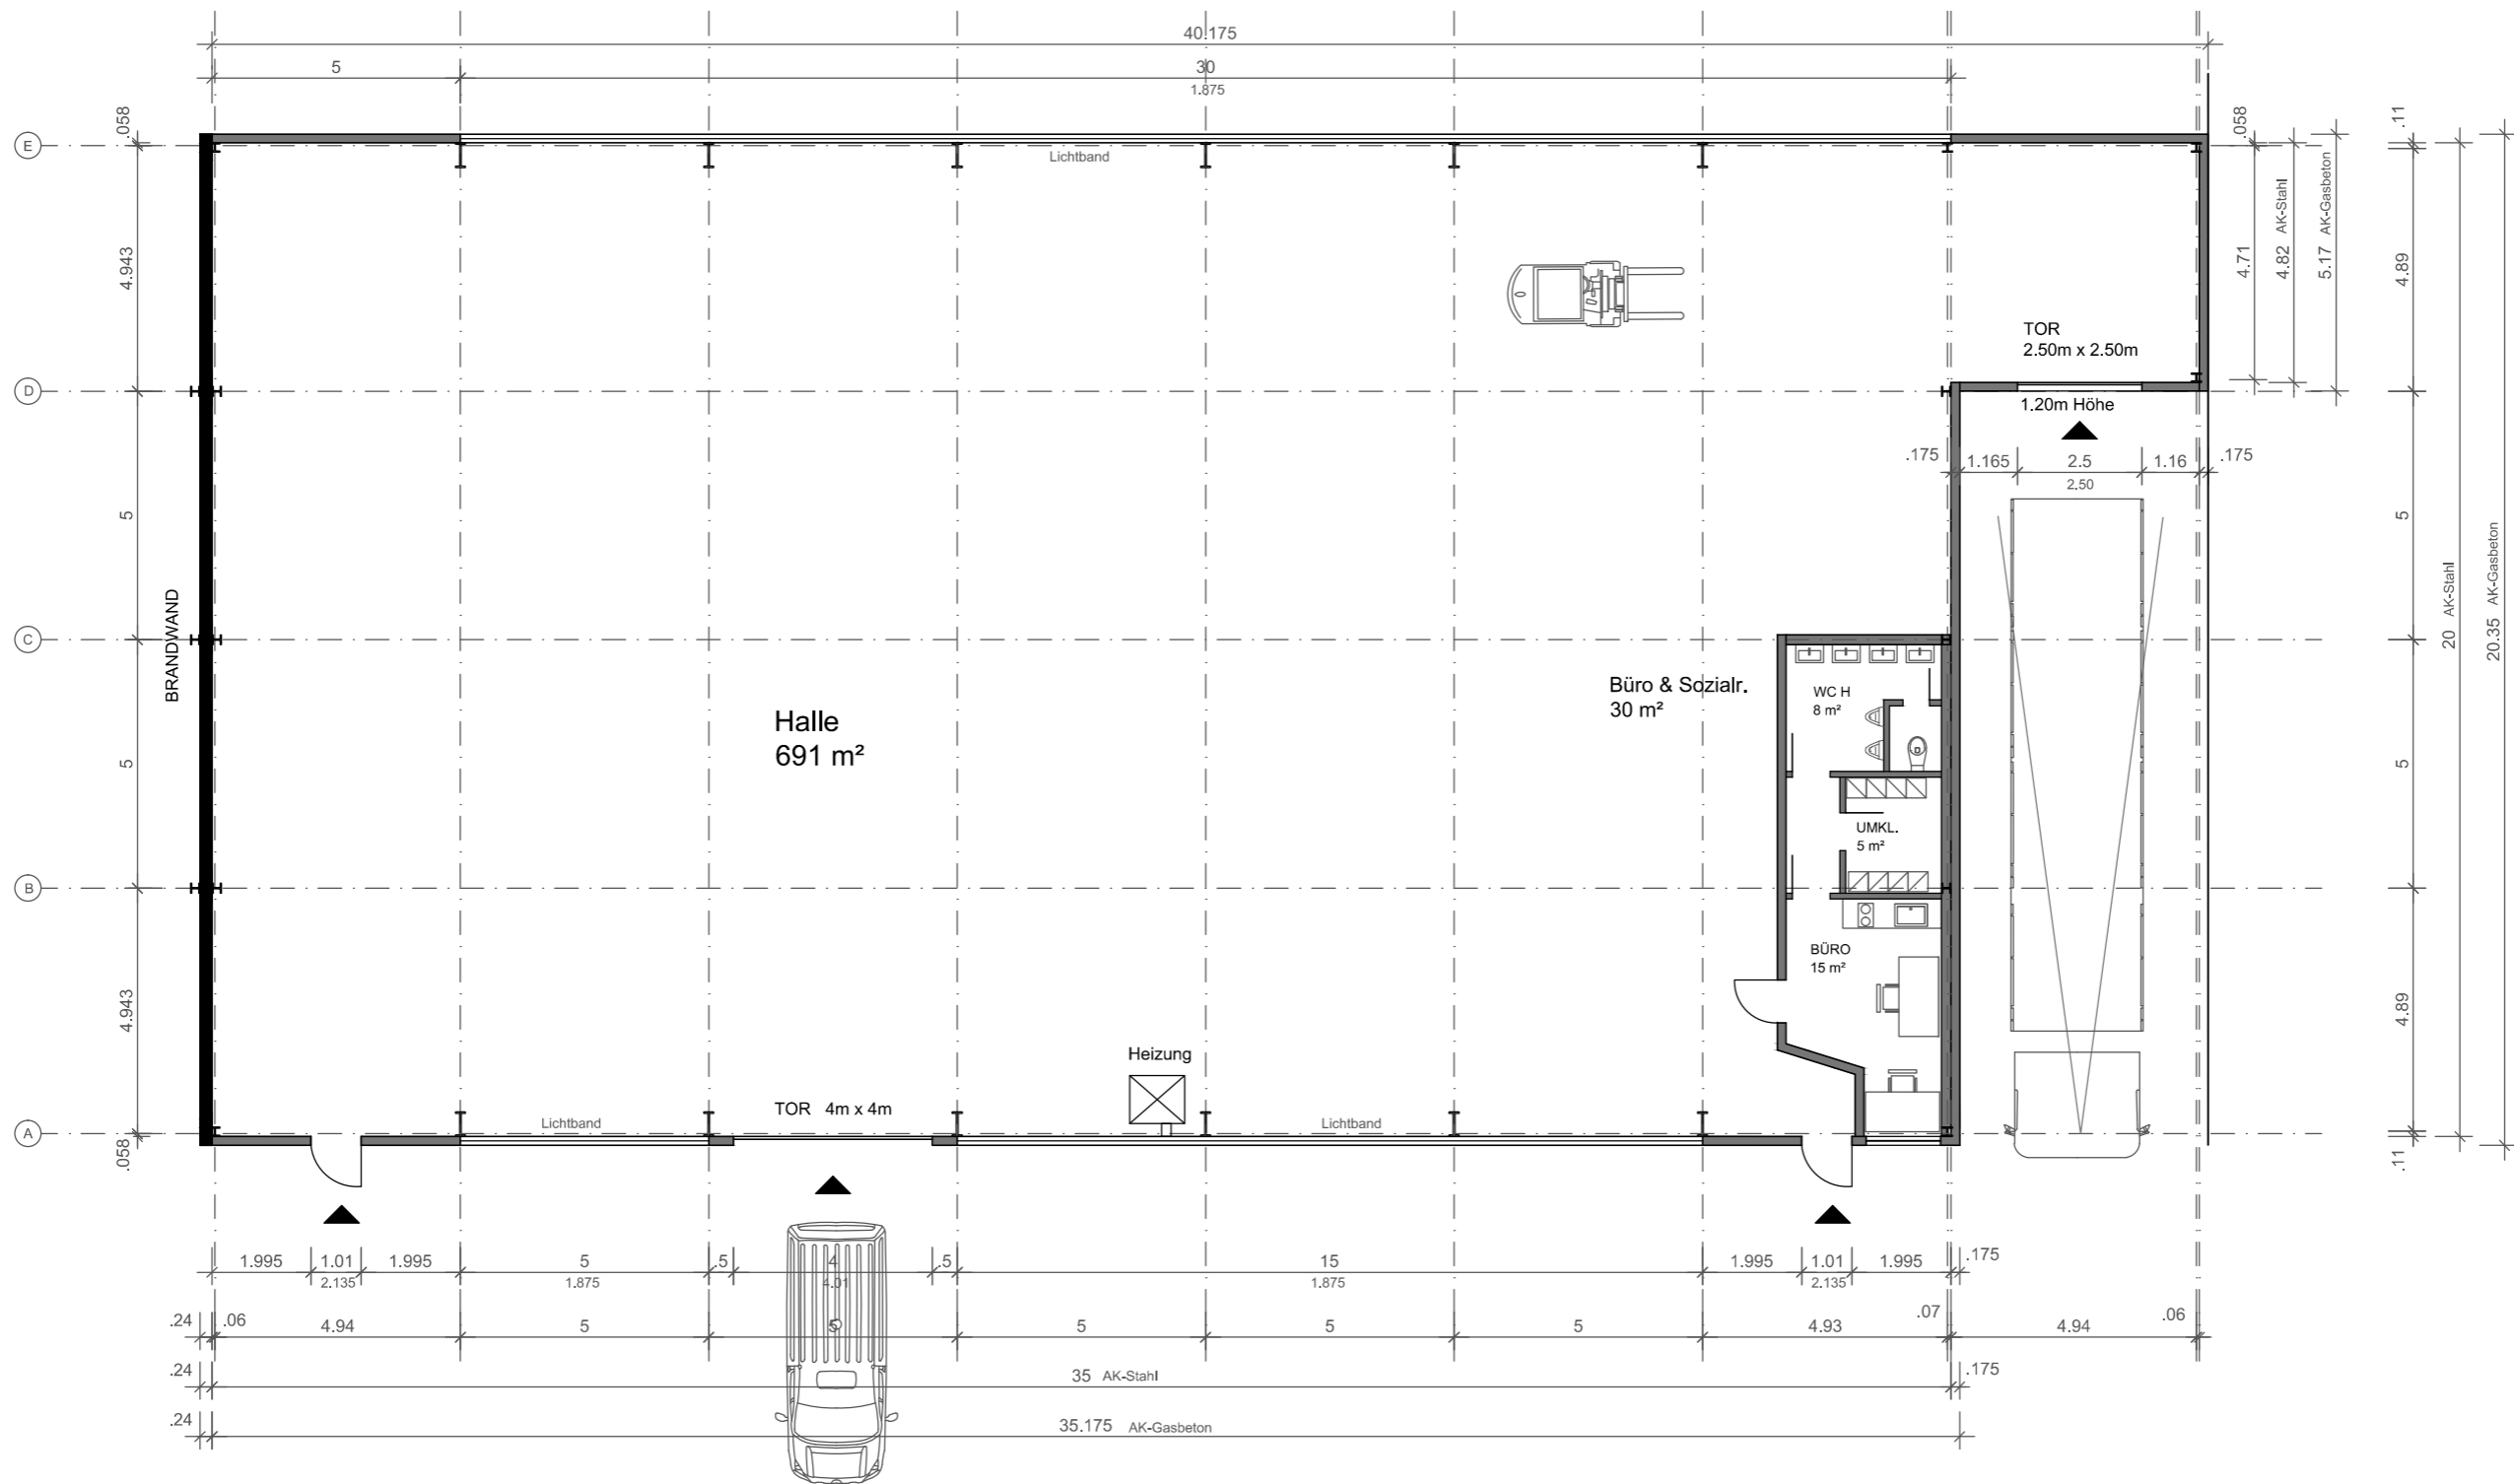 40.175
5
30
1.875
.058
.058
.11
E
Lichtband
4.943
4.71
4.82 AK-Stahl
5.17 AK-Gasbeton
4.89
TOR
2.50m x 2.50m
D
1.20m Höhe
.175
1.165
2.5
1.16
.175
2.50
5
5
20 AK-Stahl
20.35 AK-Gasbeton
BRANDWAND
C
Büro & Sozialr.
30 m²
WC H
8 m²
Halle
691 m²
5
5
UMKL.
5 m²
B
BÜRO
15 m²
4.943
4.89
Heizung
TOR 4m x 4m
Lichtband
Lichtband
A
.058
.11
1.995
1.01
1.995
5
.5
4
.5
15
1.995
1.01
1.995
.175
2.135
1.875
4.01
1.875
2.135
.24
.06
4.94
5
5
5
5
5
4.93
.07
4.94
.06
.24
35 AK-Stahl
.175
.24
35.175 AK-Gasbeton